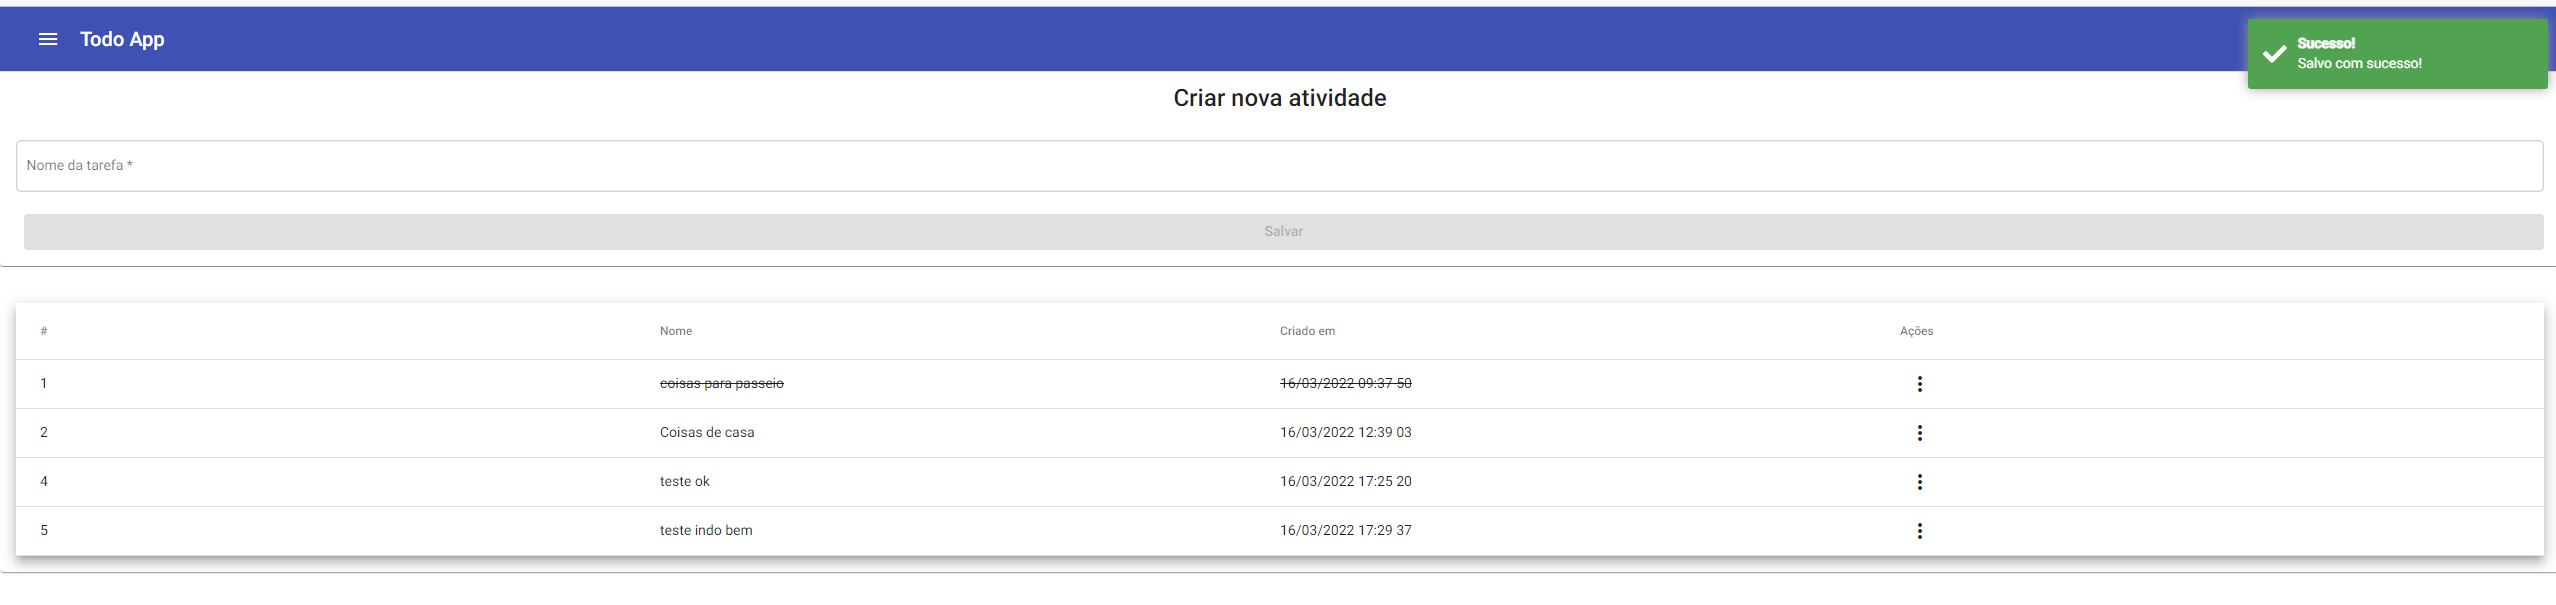 Todo App
Sucesso!
Salvo com sucesso!
Criar nova atividade
Nome da tarefa *
Salvar
# Nome Criado em Ações
1 coisas para passeio 16/03/2022 09:37 50
2 Coisas de casa 16/03/2022 12:39 03
4 teste ok 16/03/2022 17:25 20
5 teste indo bem 16/03/2022 17:29 37